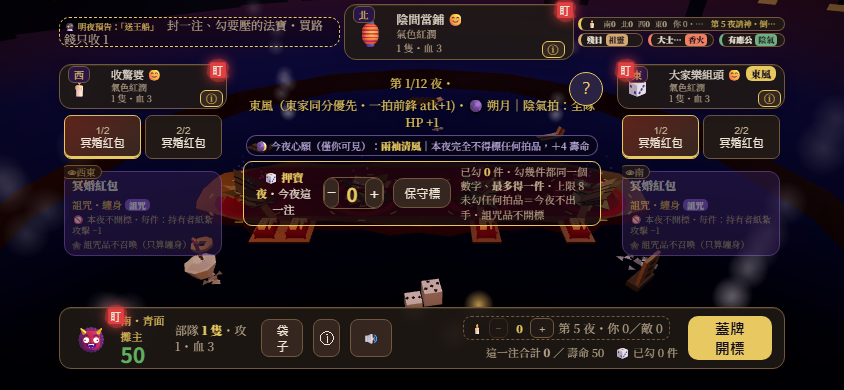 明夜預告:「送王船」 封一注、勾要壓的法寶,買路
錢只收 1
北
陰間當鋪
氣色紅潤
1 隻・血 3
盯
第 5 夜請神・倒…
殘目 祖靈
大士… 香火
有應公 陰氣
西
收驚婆
氣色紅潤
1 隻・血 3
盯
第 1/12 夜・
東風(東家同分優先・一拍前鋒 atk+1)・ 朔月|陰氣拍:全隊
HP +1
?
盯
大家樂組頭
東風
氣色紅潤
1 隻・血 3
1/2
冥婚紅包
2/2
冥婚紅包
今夜心願(僅你可見):兩袖清風|本夜完全不得標任何拍品,+4 壽命
1/2
冥婚紅包
2/2
冥婚紅包
西東
冥婚紅包
詛咒・纏身 詛咒
本夜不開標・每件:持有者紙紮
攻擊 −1
詛咒品不召喚(只算纏身)
押寶
夜・今夜這
一注
− 0 +
保守標
已勾 0 件・勾幾件都同一個
數字、最多得一件・上限 8
未勾任何拍品=今夜不出
手・詛咒品不開標
南
冥婚紅包
詛咒・纏身 詛咒
本夜不開標・每件:持有者紙紮
攻擊 −1
詛咒品不召喚(只算纏身)
盯
南・青面
攤主
50
部隊 1 隻・攻
1・血 3
袋
子
− 0 + 第 5 夜・你 0/敵 0
這一注合計 0 / 壽命 50 已勾 0 件
蓋牌
開標